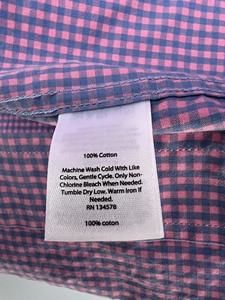 100% Cotton
Machine Wash Cold With Like
Colors, Gentle Cycle. Only Non-
Chlorine Bleach When Needed.
Tumble Dry Low. Warm Iron If
Needed.
RN 134578
100% coton